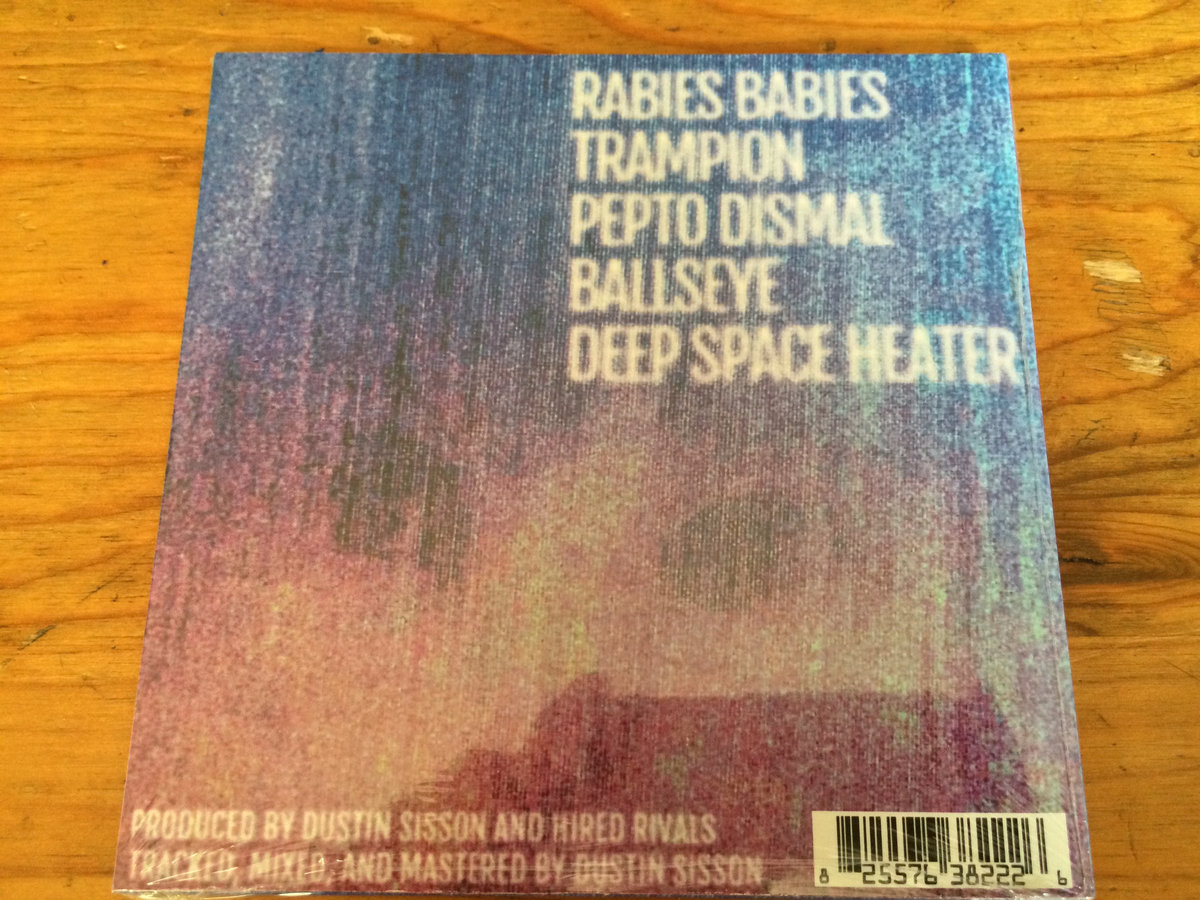 RABIES BABIES
TRAMPION
PEPTO DISMAL
BALLSEYE
DEEP SPACE HEATER
PRODUCED BY DUSTIN SISSON AND HIRED RIVALS
TRACKED, MIXED, AND MASTERED BY DUSTIN SISSON
8 25576 38222 6